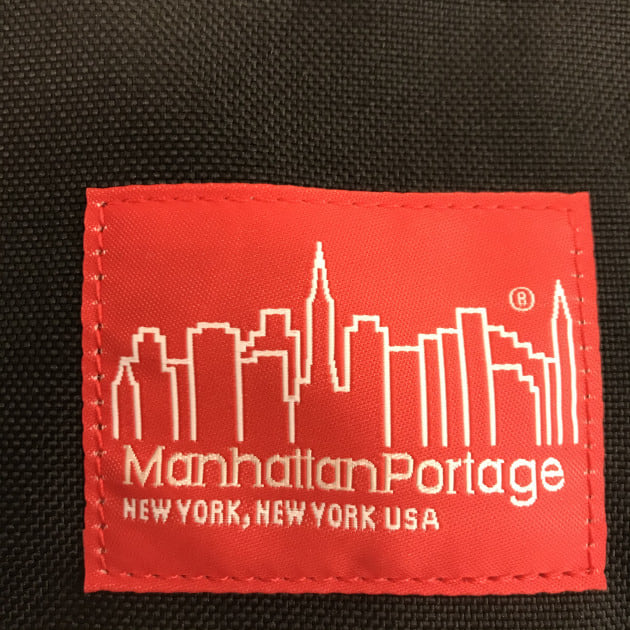 ®
ManhattanPortage
NEW YORK, NEW YORK USA